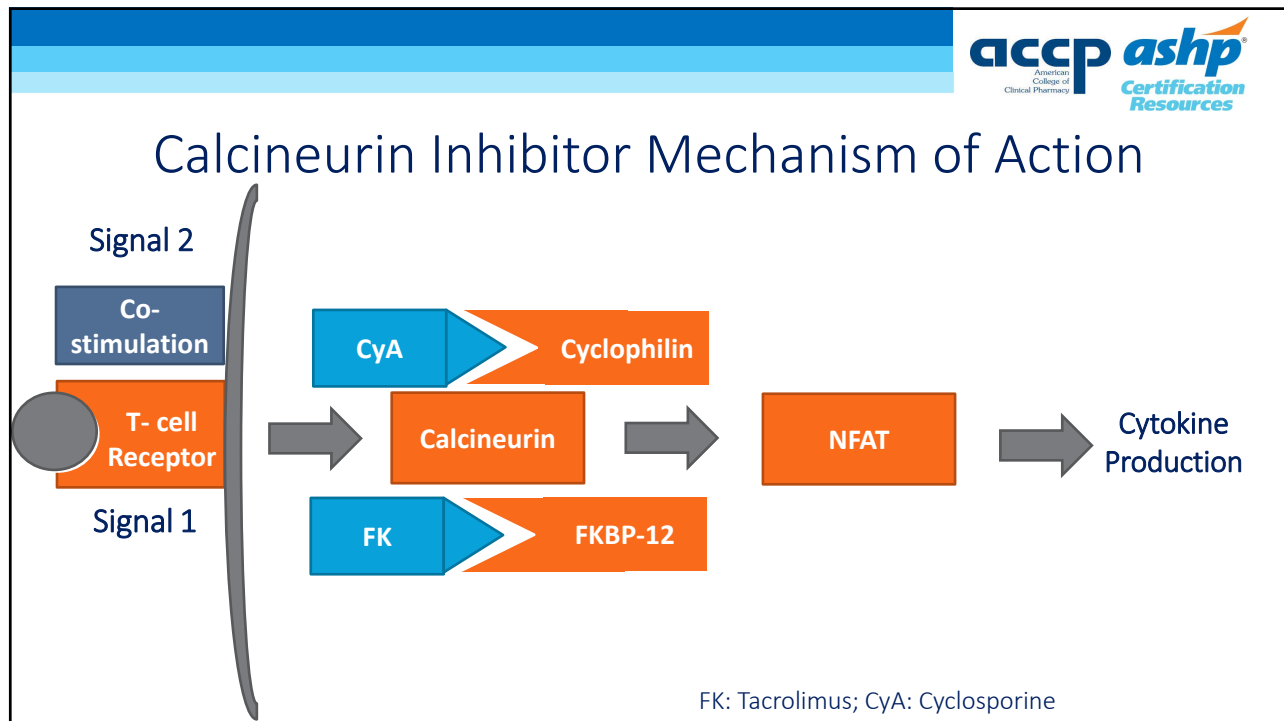 accp
American
College of
Clinical Pharmacy
ashp®
Certification
Resources
Calcineurin Inhibitor Mechanism of Action
Signal 2
Co-
stimulation
T- cell
Receptor
Signal 1
CyA
Cyclophilin
Calcineurin
FK
FKBP-12
NFAT
Cytokine
Production
FK: Tacrolimus; CyA: Cyclosporine